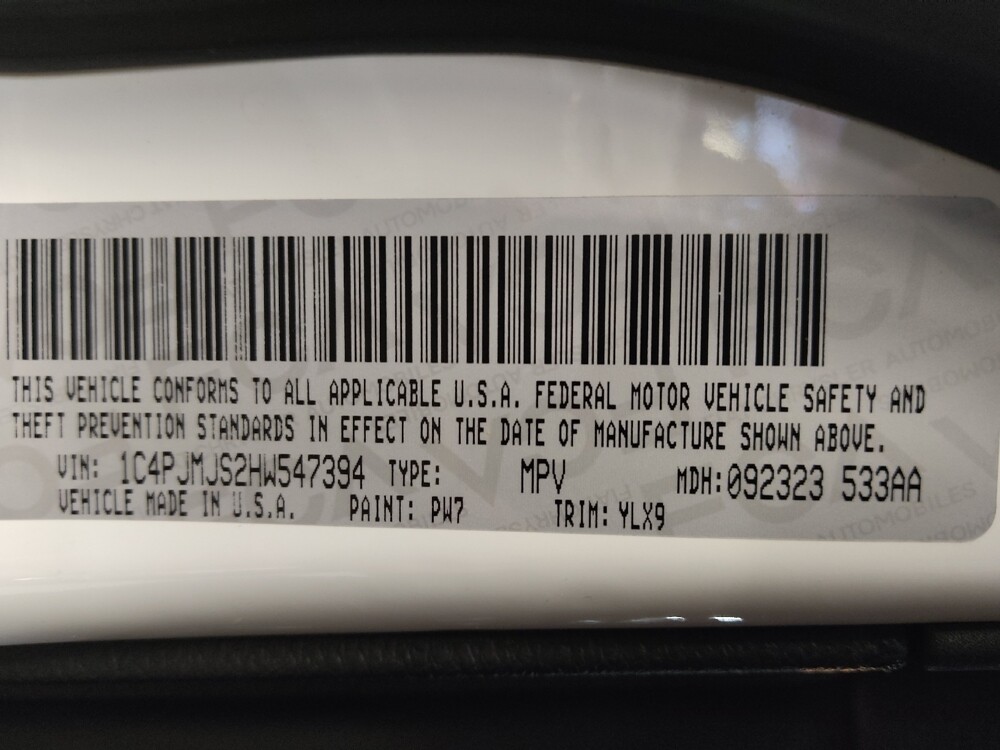 THIS VEHICLE CONFORMS TO ALL APPLICABLE U.S.A. FEDERAL MOTOR VEHICLE SAFETY AND
THEFT PREVENTION STANDARDS IN EFFECT ON THE DATE OF MANUFACTURE SHOWN ABOVE.
VIN: 1C4PJMJS2HW547394 TYPE: MPV MDH:092323 533AA
VEHICLE MADE IN U.S.A. PAINT: PW7 TRIM: YLX9